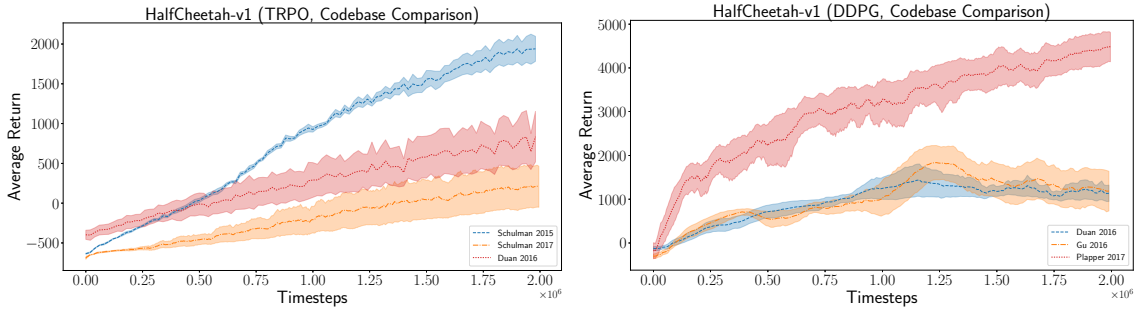 HalfCheetah-v1 (TRPO, Codebase Comparison)
Average Return
2000
1500
1000
500
0
−500
0.00
0.25
0.50
0.75
1.00
1.25
1.50
1.75
2.00
×10⁶
Timesteps
Schulman 2015
Schulman 2017
Duan 2016
HalfCheetah-v1 (DDPG, Codebase Comparison)
Average Return
5000
4000
3000
2000
1000
0
0.00
0.25
0.50
0.75
1.00
1.25
1.50
1.75
2.00
×10⁶
Timesteps
Duan 2016
Gu 2016
Plapper 2017